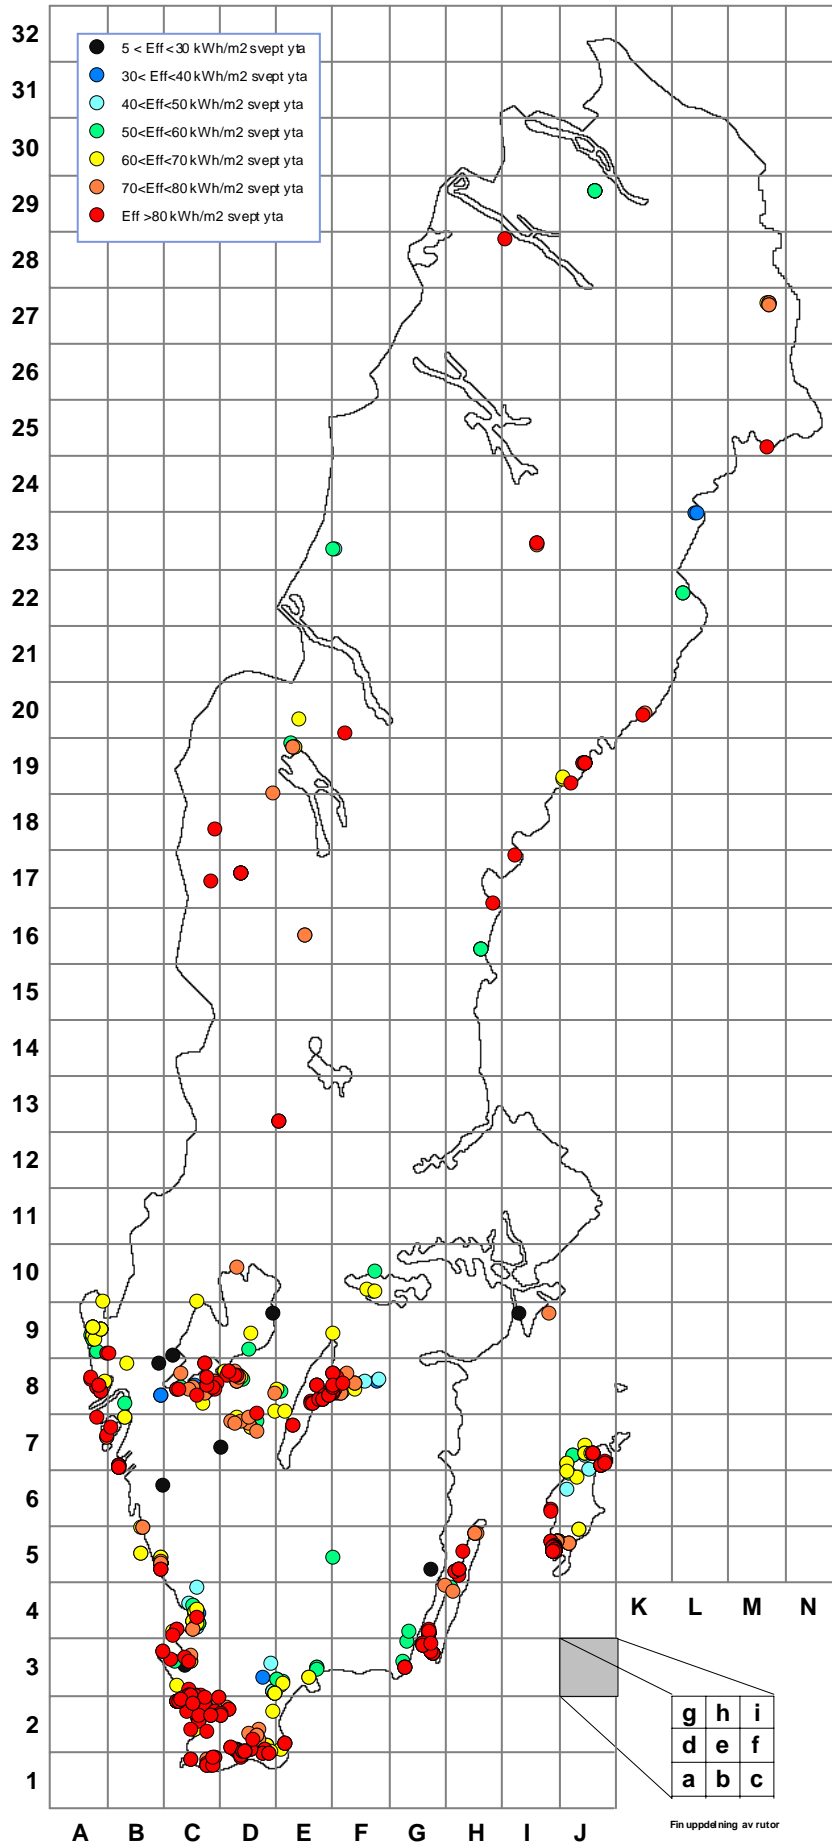 32
5 < Eff<30 kWh/m2 svept yta
30< Eff<40 kWh/m2 svept yta
31
40<Eff<50 kWh/m2 svept yta
50<Eff<60 kWh/m2 svept yta
30
60<Eff<70 kWh/m2 svept yta
70<Eff<80 kWh/m2 svept yta
29
Eff >80 kWh/m2 svept yta
28
27
26
25
24
23
22
21
20
19
18
17
16
15
14
13
12
11
10
9
8
7
6
5
4
K L M N
3
g h i
2
d e f
1
a b c
A B C D E F G H I J
Fin uppdelning av rutor